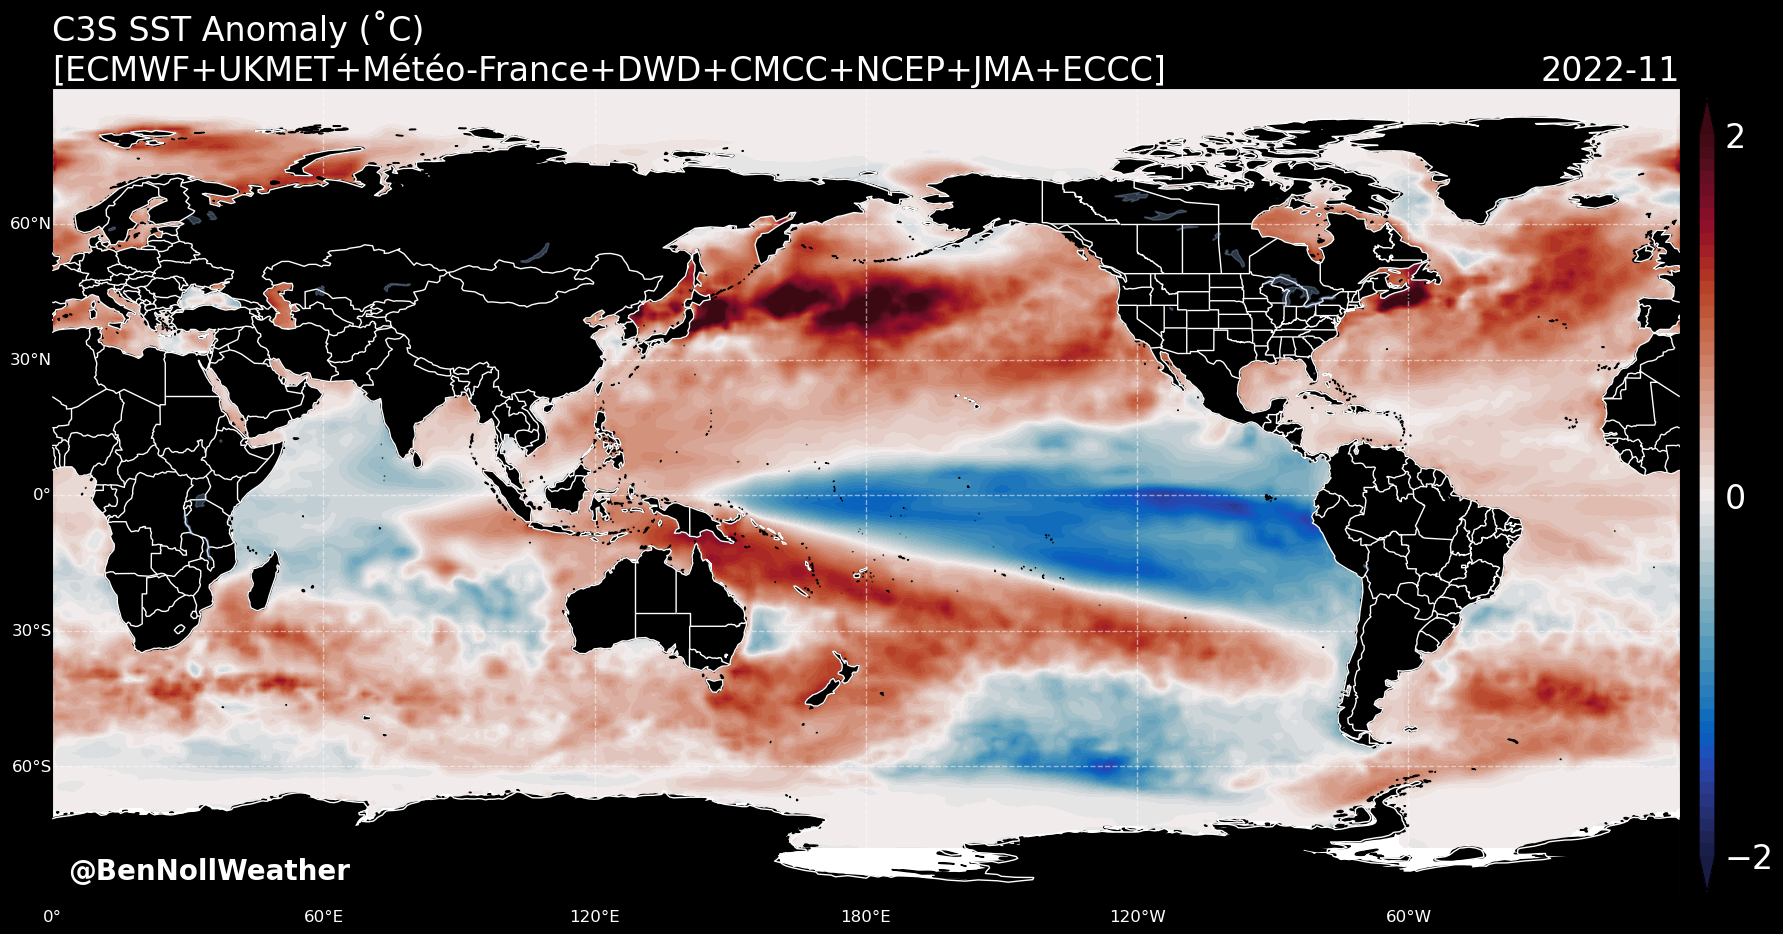 C3S SST Anomaly (˚C)
[ECMWF+UKMET+Météo-France+DWD+CMCC+NCEP+JMA+ECCC]
2022-11
2
0
−2
60°N
30°N
0°
30°S
60°S
@BenNollWeather
0°
60°E
120°E
180°E
120°W
60°W